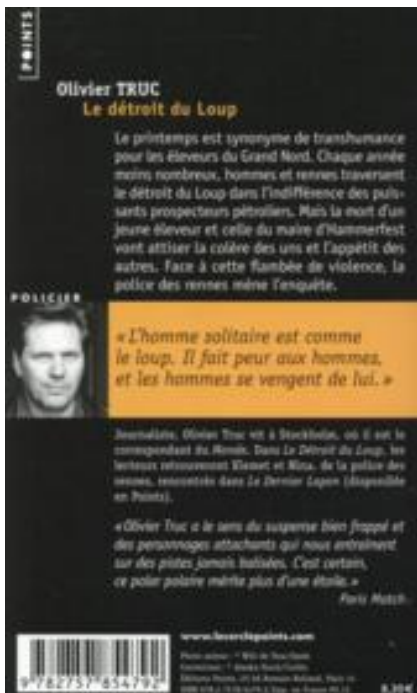 POINTS
Olivier TRUC
Le détroit du Loup
Le printemps est synonyme de transhumance
pour les éleveurs du Grand Nord. Chaque année
moins nombreux, hommes et rennes traversent
le détroit du Loup dans l'indifférence des puis-
sants prospecteurs pétroliers. Mais la mort d'un
jeune éleveur et celle du maire d'Hammerfest
vont attiser la colère des uns et l'appétit des
autres. Face à cette flambée de violence, la
police des rennes mène l'enquête.
POLICIER
« L'homme solitaire est comme
le loup. Il fait peur aux hommes,
et les hommes se vengent de lui. »
Journaliste, Olivier Truc vit à Stockholm, où il est le
correspondant du Monde. Dans Le Détroit du Loup, les
lecteurs retrouveront Klemet et Nina, de la police des
rennes, rencontrés dans Le Dernier Lapon (disponible
en Points).
« Olivier Truc a le sens du suspense bien frappé et
des personnages attachants qui nous entraînent
sur des pistes jamais balisées. C'est certain,
ce polar polaire mérite plus d'une étoile. »
Paris Match
www.lecerclepoints.com
9 782757 854792